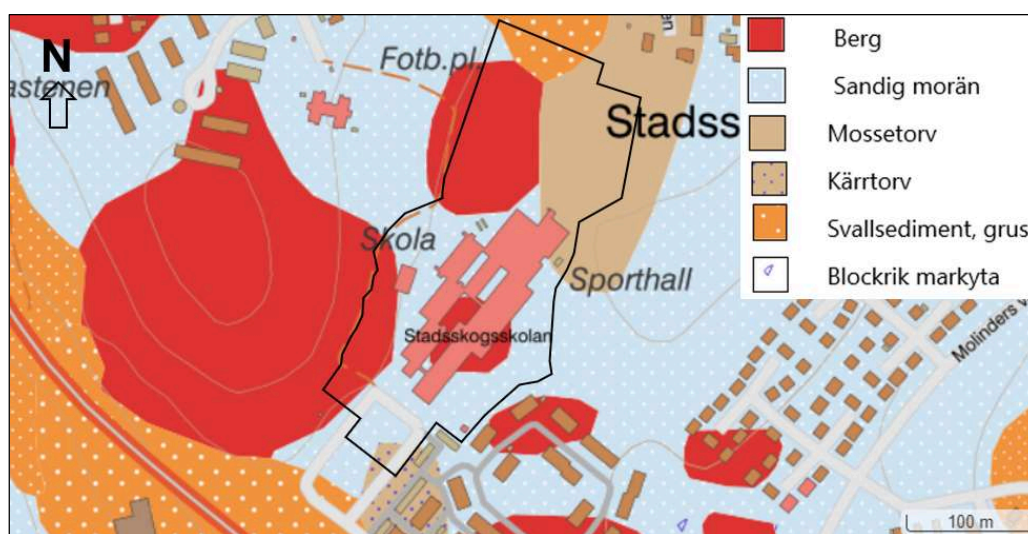 N
astenen
Fotb.pl.
Stadss
Skola
Sporthall
Stadsskogsskolan
Molinders v
100 m
Berg
Sandig morän
Mossetorv
Kärrtorv
Svallsediment, grus
Blockrik markyta